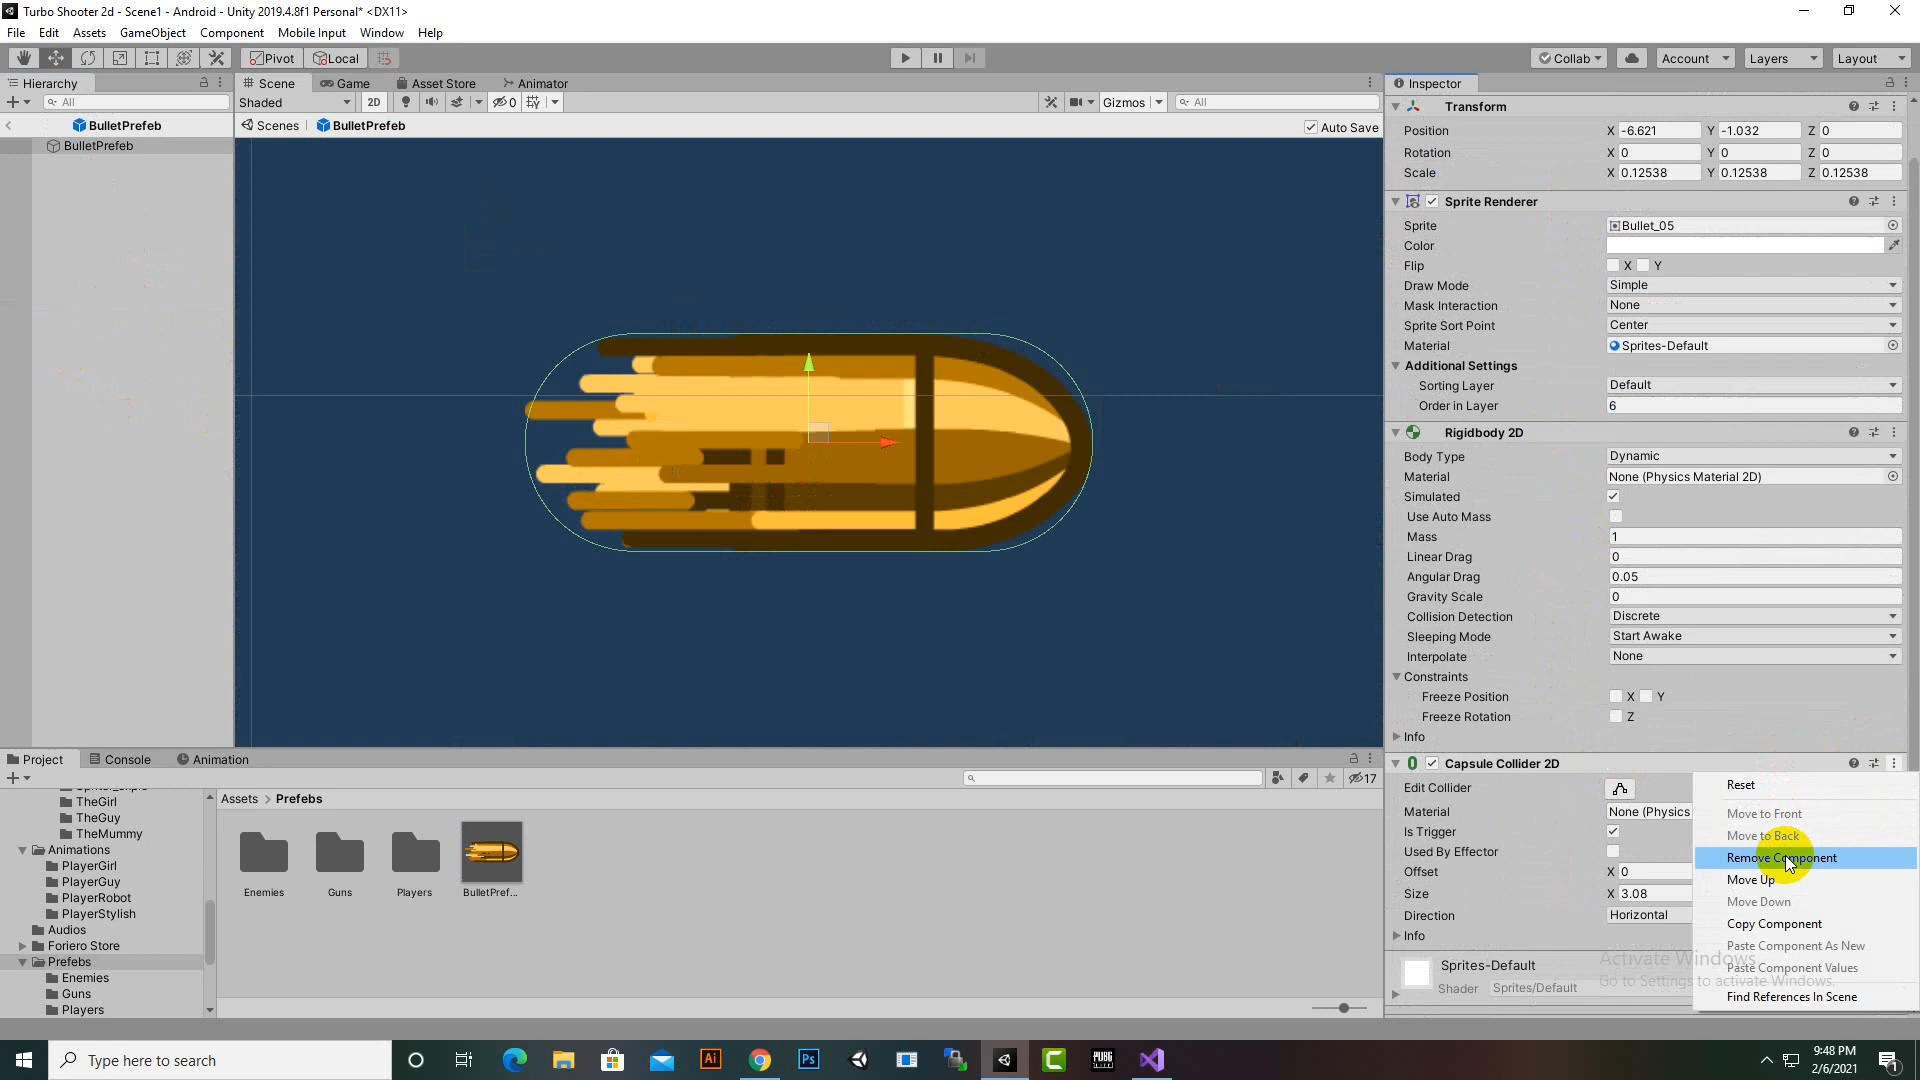 Turbo Shooter 2d - Scene1 - Android - Unity 2019.4.8f1 Personal* <DX11>
File Edit Assets GameObject Component Mobile Input Window Help
Pivot Local Collab Account Layers Layout
Hierarchy Scene Game Asset Store Animator Inspector
All Shaded 2D 0 Gizmos All
BulletPrefeb Scenes BulletPrefeb Auto Save
BulletPrefeb
Transform
Position X -6.621 Y -1.032 Z 0
Rotation X 0 Y 0 Z 0
Scale X 0.12538 Y 0.12538 Z 0.12538
Sprite Renderer
Sprite Bullet_05
Color
Flip X Y
Draw Mode Simple
Mask Interaction None
Sprite Sort Point Center
Material Sprites-Default
Additional Settings
Sorting Layer Default
Order in Layer 6
Rigidbody 2D
Body Type Dynamic
Material None (Physics Material 2D)
Simulated
Use Auto Mass
Mass 1
Linear Drag 0
Angular Drag 0.05
Gravity Scale 0
Collision Detection Discrete
Sleeping Mode Start Awake
Interpolate None
Constraints
Freeze Position X Y
Freeze Rotation Z
Info
Capsule Collider 2D
Edit Collider
Material None (Physics
Is Trigger
Used By Effector
Offset X 0
Size X 3.08
Direction Horizontal
Info
Sprites-Default
Shader Sprites/Default
Reset
Move to Front
Move to Back
Remove Component
Move Up
Move Down
Copy Component
Paste Component As New
Paste Component Values
Find References In Scene
Activate Windows
Go to Settings to activate Windows.
Project Console Animation
17
Assets > Prefebs
TheGirl
TheGuy
TheMummy
Animations
PlayerGirl
PlayerGuy
PlayerRobot
PlayerStylish
Audios
Foriero Store
Prefebs
Enemies
Guns
Players
Enemies Guns Players BulletPref...
Type here to search
Ai Ps PUBG
9:48 PM
2/6/2021
1